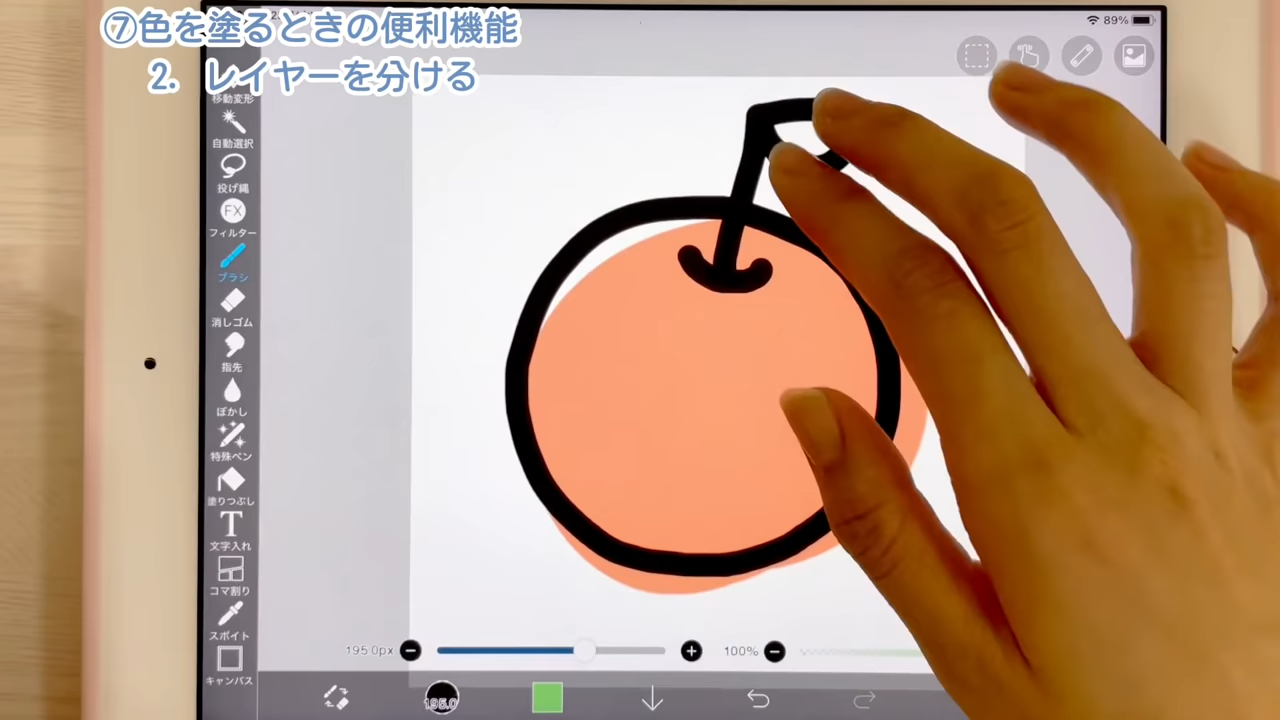 ⑦色を塗るときの便利機能
2. レイヤーを分ける
89%
移動変形
自動選択
投げ縄
FX
フィルター
ブラシ
消しゴム
指先
ぼかし
特殊ペン
塗りつぶし
T
文字入れ
コマ割り
スポイト
キャンバス
195.0px
100%
195.0